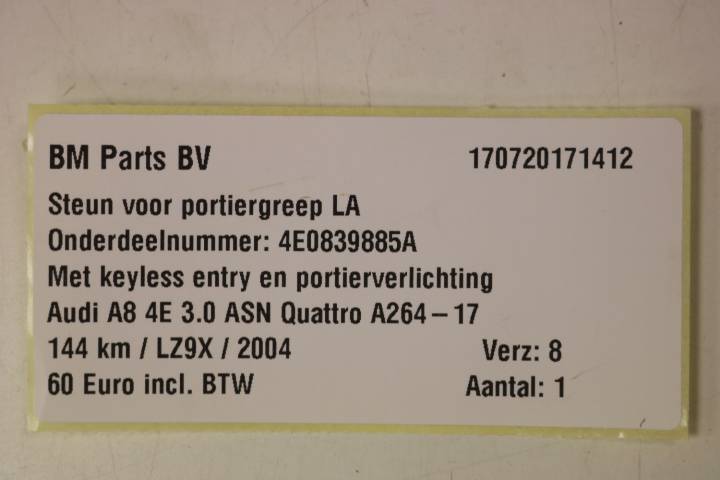 BM Parts BV 170720171412
Steun voor portiergreep LA
Onderdeelnummer: 4E0839885A
Met keyless entry en portierverlichting
Audi A8 4E 3.0 ASN Quattro A264 – 17
144 km / LZ9X / 2004 Verz: 8
60 Euro incl. BTW Aantal: 1